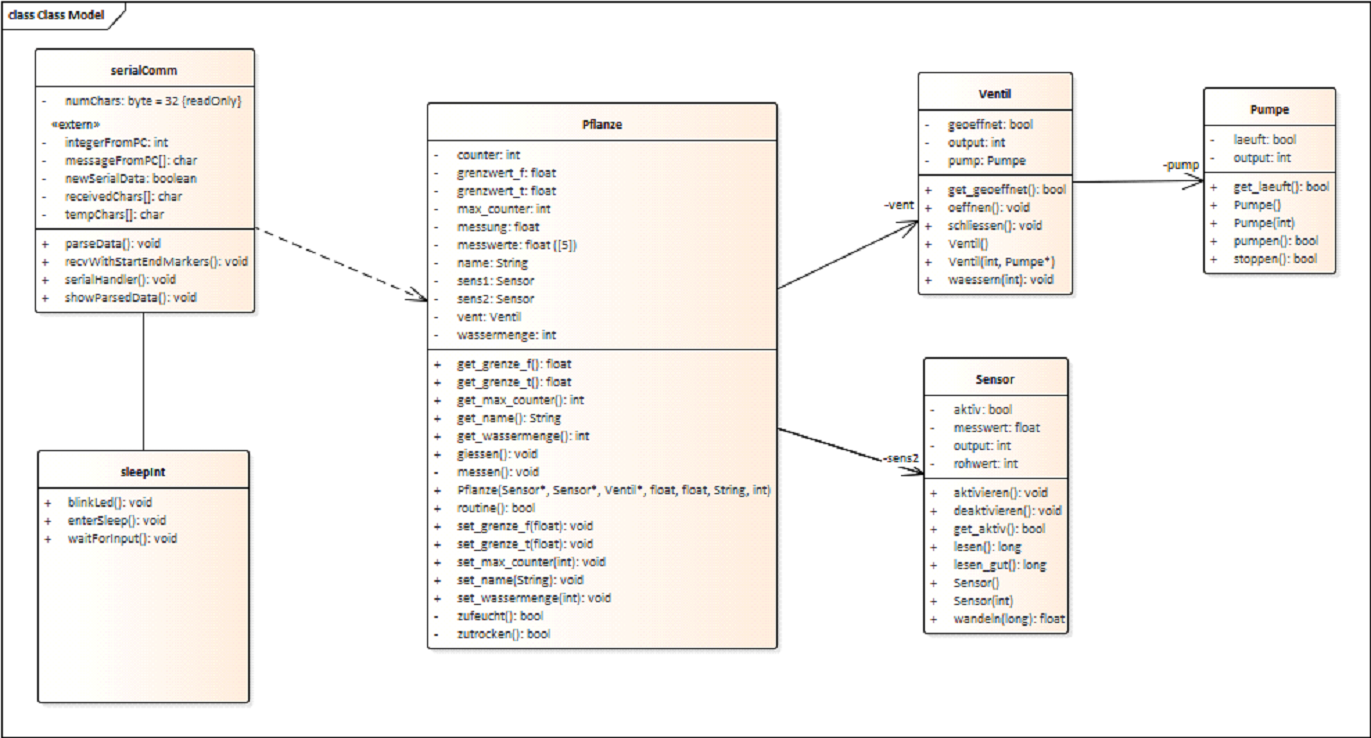 class Class Model
serialComm
- numChars: byte = 32 {readOnly}
«extern»
- integerFromPC: int
- messageFromPC[]: char
- newSerialData: boolean
- receivedChars[]: char
- tempChars[]: char
+ parseData(): void
+ recvWithStartEndMarkers(): void
+ serialHandler(): void
+ showParsedData(): void
sleepInt
+ blinkLed(): void
+ enterSleep(): void
+ waitForInput(): void
Pflanze
- counter: int
- grenzwert_f: float
- grenzwert_t: float
- max_counter: int
- messung: float
- messwerte: float ([5])
- name: String
- sens1: Sensor
- sens2: Sensor
- vent: Ventil
- wassermenge: int
+ get_grenze_f(): float
+ get_grenze_t(): float
+ get_max_counter(): int
+ get_name(): String
+ get_wassermenge(): int
+ giessen(): void
- messen(): void
+ Pflanze(Sensor*, Sensor*, Ventil*, float, float, String, int)
+ routine(): bool
+ set_grenze_f(float): void
+ set_grenze_t(float): void
+ set_max_counter(int): void
+ set_name(String): void
+ set_wassermenge(int): void
- zufeucht(): bool
- zutrocken(): bool
-vent
-sens2
Ventil
- geoeffnet: bool
- output: int
- pump: Pumpe
+ get_geoeffnet(): bool
+ oeffnen(): void
+ schliessen(): void
+ Ventil()
+ Ventil(int, Pumpe*)
+ waessern(int): void
-pump
Pumpe
- laeuft: bool
- output: int
+ get_laeuft(): bool
+ Pumpe()
+ Pumpe(int)
+ pumpen(): bool
+ stoppen(): bool
Sensor
- aktiv: bool
- messwert: float
- output: int
- rohwert: int
+ aktivieren(): void
+ deaktivieren(): void
+ get_aktiv(): bool
+ lesen(): long
+ lesen_gut(): long
+ Sensor()
+ Sensor(int)
+ wandeln(long): float